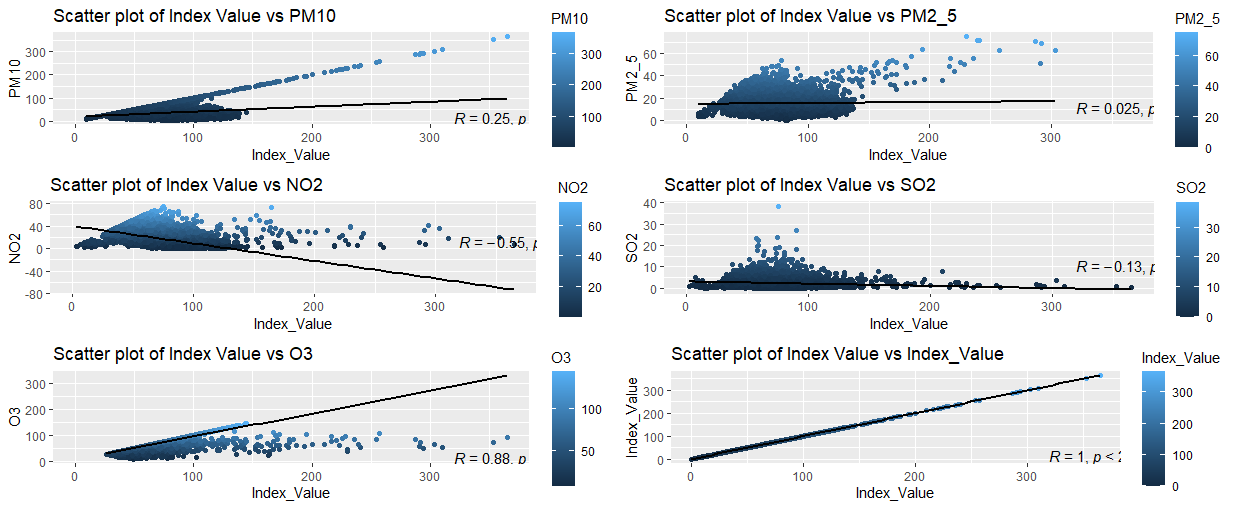 Scatter plot of Index Value vs PM10
PM10
300
200
100
0
PM10
0
100
200
300
Index_Value
R = 0.25, p
300
200
100
Scatter plot of Index Value vs PM2_5
PM2_5
60
40
20
0
PM2_5
0
100
200
300
Index_Value
R = 0.025, p
60
40
20
0
Scatter plot of Index Value vs NO2
NO2
80
40
0
-40
-80
NO2
0
100
200
300
Index_Value
R = −0.55, p
60
40
20
Scatter plot of Index Value vs SO2
SO2
40
30
20
10
0
SO2
0
100
200
300
Index_Value
R = −0.13, p
30
20
10
0
Scatter plot of Index Value vs O3
O3
300
200
100
0
O3
0
100
200
300
Index_Value
R = 0.88, p
100
50
Scatter plot of Index Value vs Index_Value
Index_Value
300
200
100
0
Index_Value
0
100
200
300
Index_Value
R = 1, p < 2
300
200
100
0